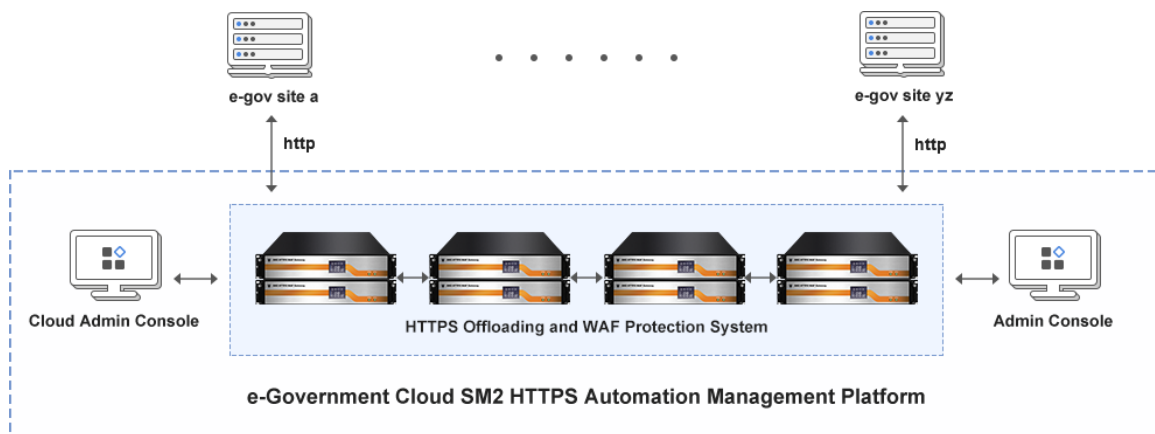 e-gov site a
e-gov site yz
http
http
Cloud Admin Console
HTTPS Offloading and WAF Protection System
Admin Console
e-Government Cloud SM2 HTTPS Automation Management Platform